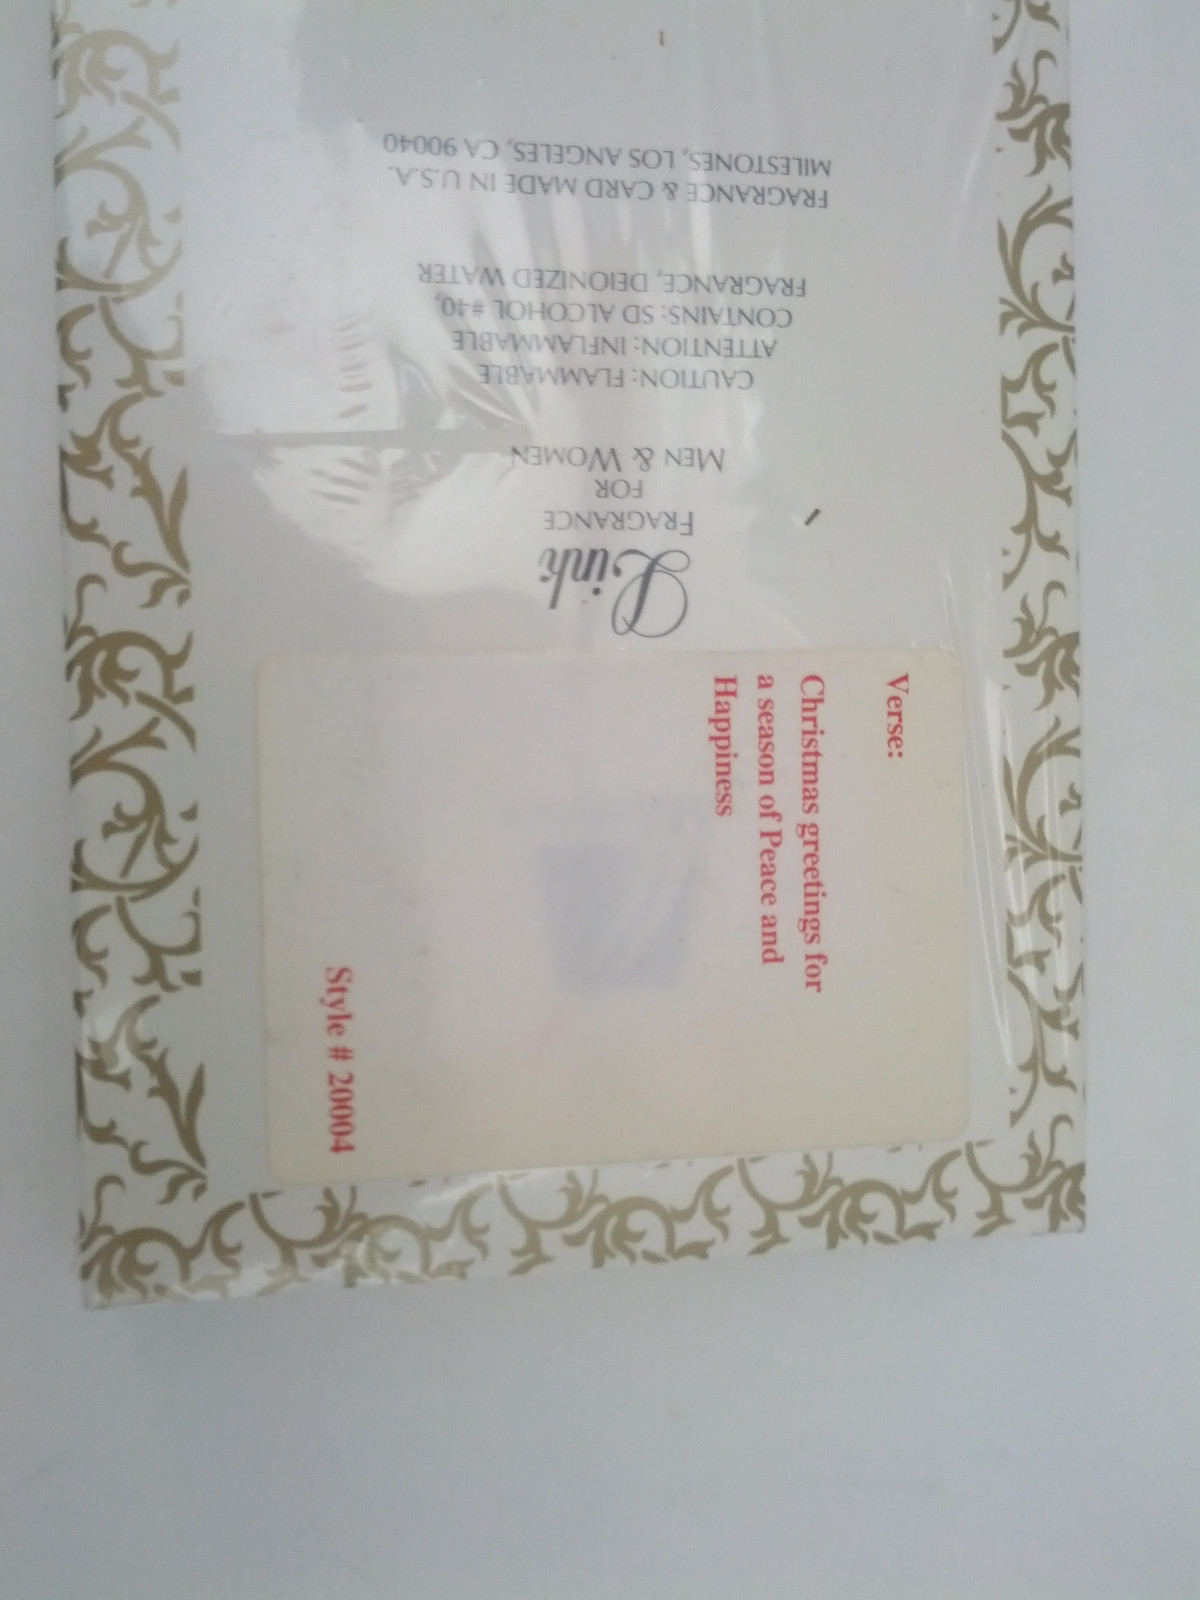 Link
FRAGRANCE
FOR
MEN & WOMEN
CAUTION: FLAMMABLE
ATTENTION: INFLAMMABLE
CONTAINS: SD ALCOHOL #40,
FRAGRANCE, DEIONIZED WATER
FRAGRANCE & CARD MADE IN U.S.A.
MILESTONES, LOS ANGELES, CA 90040
Verse:
Christmas greetings for
a season of Peace and
Happiness
Style # 20004